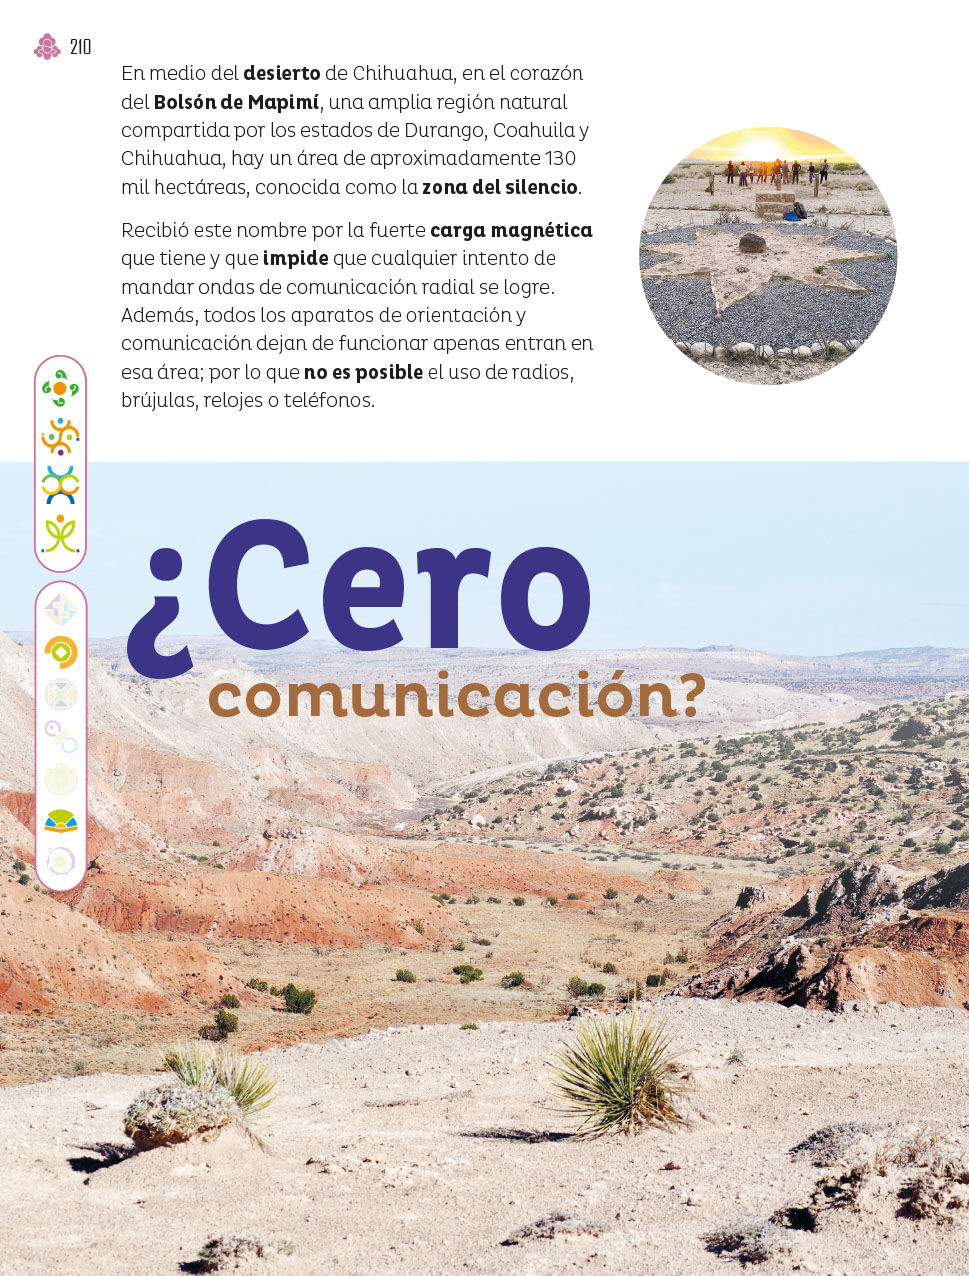 210
En medio del desierto de Chihuahua, en el corazón
del Bolsón de Mapimí, una amplia región natural
compartida por los estados de Durango, Coahuila y
Chihuahua, hay un área de aproximadamente 130
mil hectáreas, conocida como la zona del silencio.
Recibió este nombre por la fuerte carga magnética
que tiene y que impide que cualquier intento de
mandar ondas de comunicación radial se logre.
Además, todos los aparatos de orientación y
comunicación dejan de funcionar apenas entran en
esa área; por lo que no es posible el uso de radios,
brújulas, relojes o teléfonos.
¿Cero
comunicación?